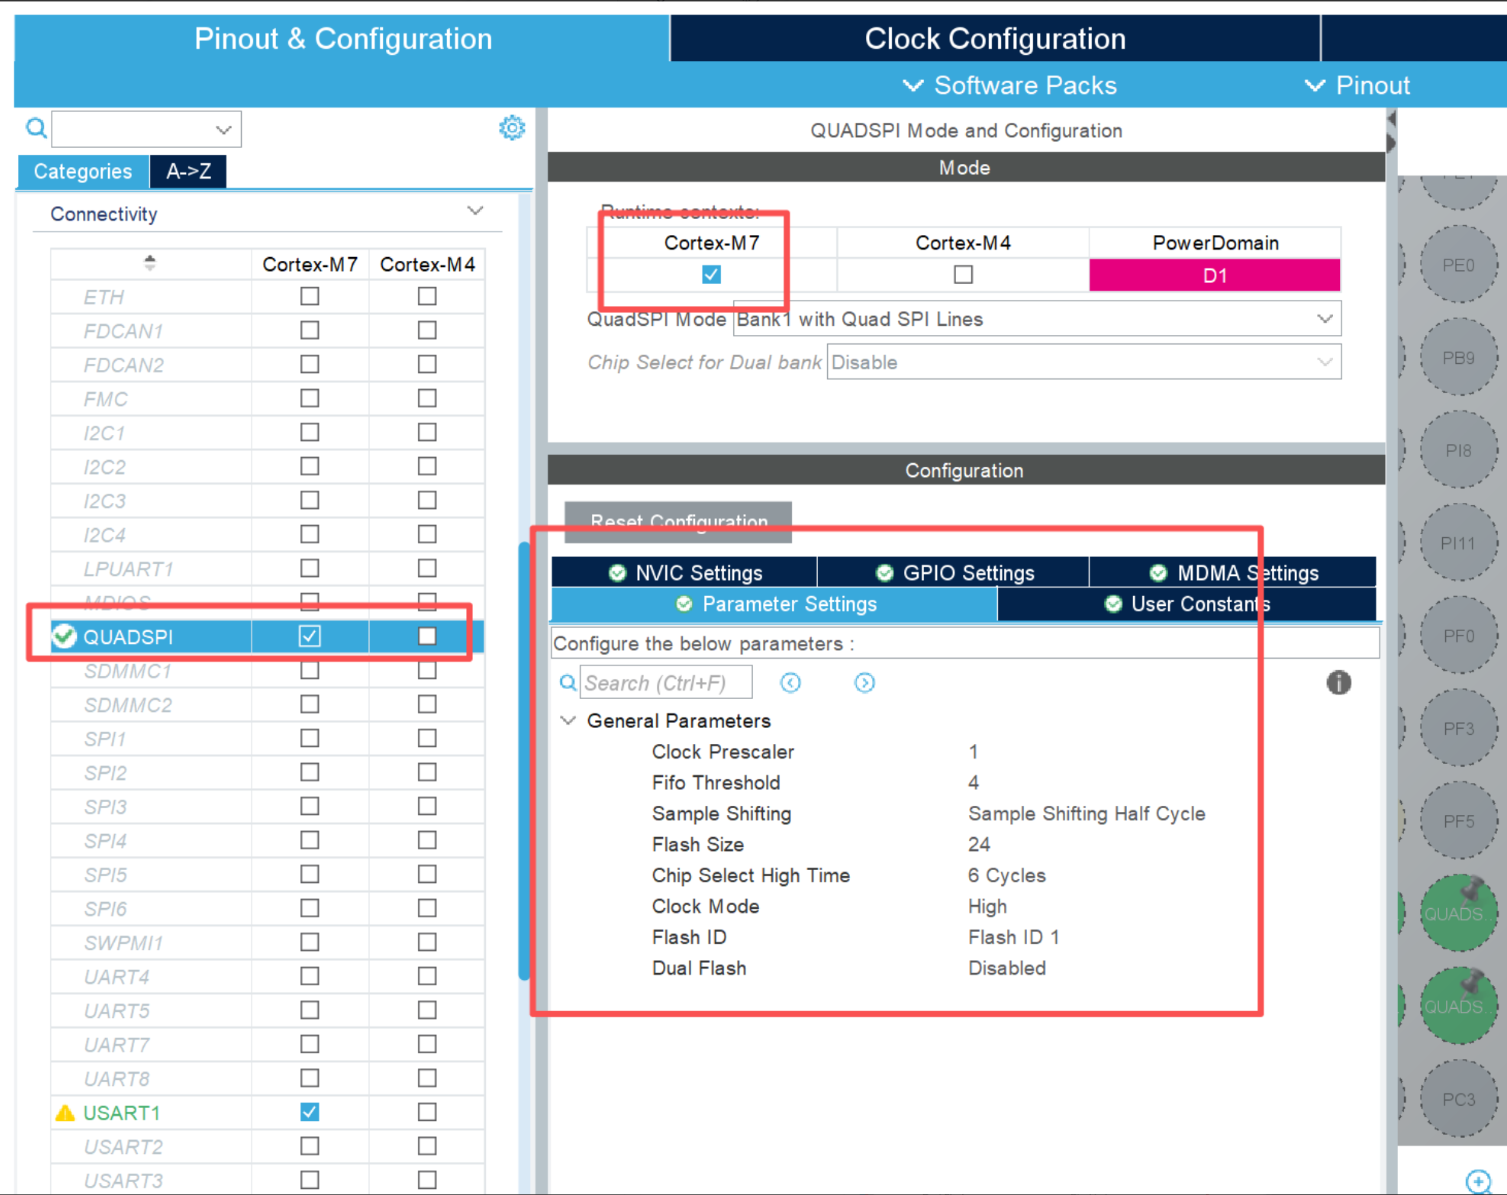 Pinout & Configuration
Clock Configuration
Software Packs
Pinout
QUADSPI Mode and Configuration
Categories
A->Z
Mode
Connectivity
Runtime contexts:
Cortex-M7
Cortex-M4
PowerDomain
D1
QuadSPI Mode Bank1 with Quad SPI Lines
Chip Select for Dual bank Disable
Cortex-M7 Cortex-M4
ETH
FDCAN1
FDCAN2
FMC
I2C1
I2C2
I2C3
I2C4
LPUART1
MDIOS
QUADSPI
SDMMC1
SDMMC2
SPI1
SPI2
SPI3
SPI4
SPI5
SPI6
SWPMI1
UART4
UART5
UART7
UART8
USART1
USART2
USART3
Configuration
Reset Configuration
NVIC Settings
GPIO Settings
MDMA Settings
Parameter Settings
User Constants
Configure the below parameters :
Search (Ctrl+F)
General Parameters
Clock Prescaler 1
Fifo Threshold 4
Sample Shifting Sample Shifting Half Cycle
Flash Size 24
Chip Select High Time 6 Cycles
Clock Mode High
Flash ID Flash ID 1
Dual Flash Disabled
PE0
PB9
PI8
PI11
PF0
PF3
PF5
QUADS
QUADS
PC3